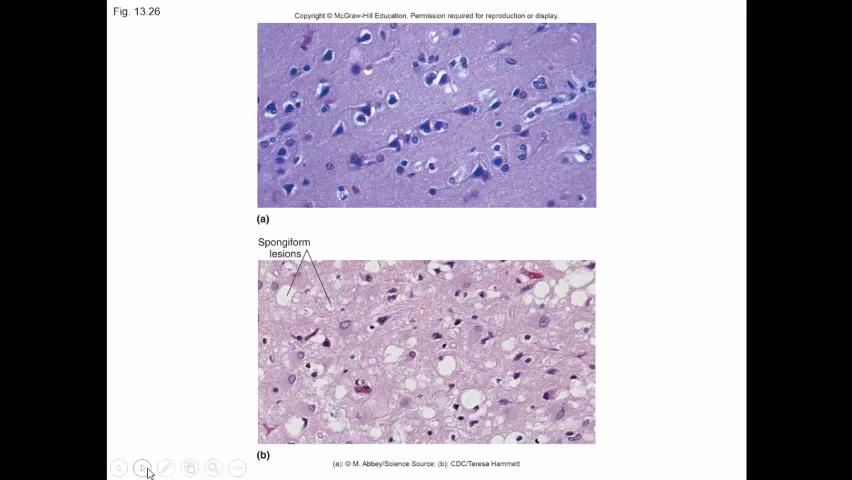 Fig. 13.26
Copyright © McGraw-Hill Education. Permission required for reproduction or display.
(a)
Spongiform
lesions
(b)
(a): © M. Abbey/Science Source; (b): CDC/Teresa Hammett